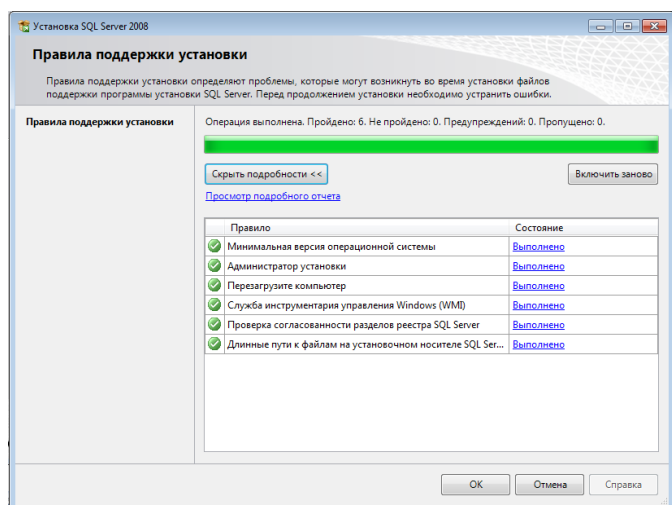 Установка SQL Server 2008
Правила поддержки установки
Правила поддержки установки определяют проблемы, которые могут возникнуть во время установки файлов
поддержки программы установки SQL Server. Перед продолжением установки необходимо устранить ошибки.
Правила поддержки установки
Операция выполнена. Пройдено: 6. Не пройдено: 0. Предупреждений: 0. Пропущено: 0.
Скрыть подробности <<
Включить заново
Просмотр подробного отчета
Правило Состояние
Минимальная версия операционной системы Выполнено
Администратор установки Выполнено
Перезагрузите компьютер Выполнено
Служба инструментария управления Windows (WMI) Выполнено
Проверка согласованности разделов реестра SQL Server Выполнено
Длинные пути к файлам на установочном носителе SQL Ser... Выполнено
OK Отмена Справка